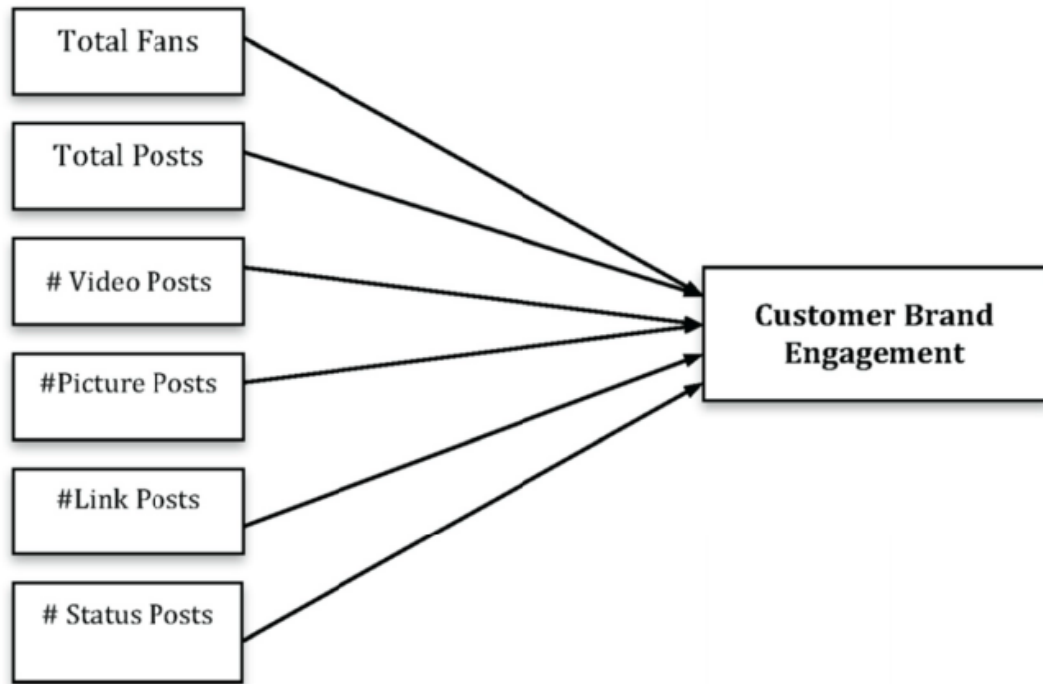 Total Fans
Total Posts
# Video Posts
#Picture Posts
#Link Posts
# Status Posts
Customer Brand
Engagement